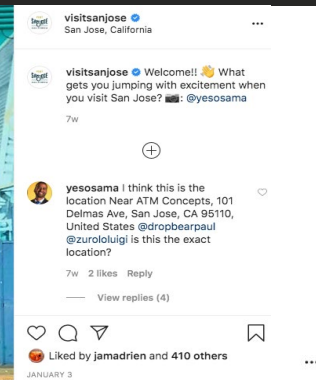 visitsanjose
San Jose, California
visitsanjose Welcome!! 👋 What
gets you jumping with excitement when
you visit San Jose? 📷: @yesosama
7w
yesosama I think this is the
location Near ATM Concepts, 101
Delmas Ave, San Jose, CA 95110,
United States @dropbearpaul
@zurololuigi is this the exact
location?
7w 2 likes Reply
View replies (4)
Liked by jamadrien and 410 others
JANUARY 3